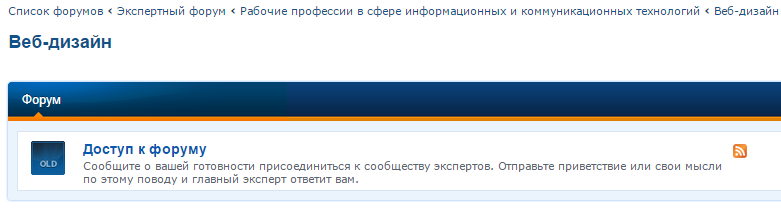 Список форумов ‹ Экспертный форум ‹ Рабочие профессии в сфере информационных и коммуникационных технологий ‹ Веб-дизайн
Веб-дизайн
Форум
OLD
Доступ к форуму
Сообщите о вашей готовности присоединиться к сообществу экспертов. Отправьте приветствие или свои мысли
по этому поводу и главный эксперт ответит вам.